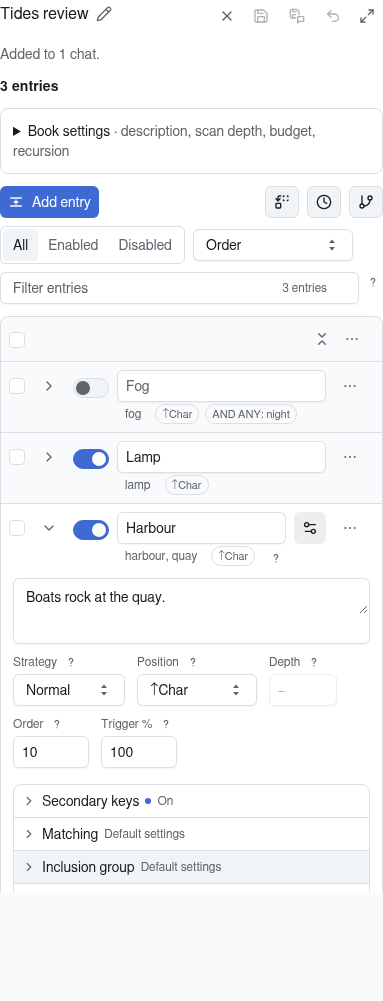 Tides review
Added to 1 chat.
3 entries
▶ Book settings · description, scan depth, budget,
recursion
Add entry
All Enabled Disabled Order
Filter entries 3 entries ?
Fog
fog ↑Char AND ANY: night
Lamp
lamp ↑Char
Harbour
harbour, quay ↑Char ?
Boats rock at the quay.
Strategy ? Position ? Depth ?
Normal ↑Char –
Order ? Trigger % ?
10 100
Secondary keys • On
Matching Default settings
Inclusion group Default settings